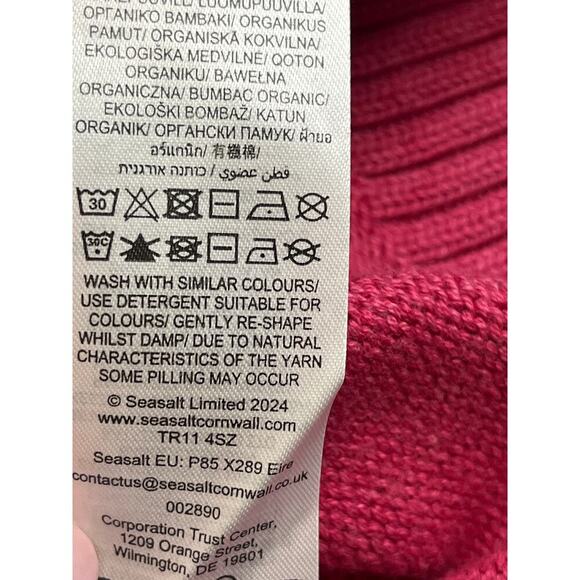 LUOMUPUUVILLA/
ΟΡΓΑΝΙΚΟ ΒΑΜΒΑΚΙ/ ORGANIKUS
PAMUT/ ORGANISKĀ KOKVILNA/
EKOLOGIŠKA MEDVILNĖ/ QOTON
ORGANIKU/ BAWEŁNA
ORGANICZNA/ BUMBAC ORGANIC/
EKOLOŠKI BOMBAŽ/ KATUN
ORGANIK/ ОРГАНСКИ ПАМУК/ ฝ้ายอ
อร์แกนิก/ 有機棉/
قطن عضوي / כותנה אורגנית
30
30C
WASH WITH SIMILAR COLOURS/
USE DETERGENT SUITABLE FOR
COLOURS/ GENTLY RE-SHAPE
WHILST DAMP/ DUE TO NATURAL
CHARACTERISTICS OF THE YARN
SOME PILLING MAY OCCUR
© Seasalt Limited 2024
www.seasaltcornwall.com
TR11 4SZ
Seasalt EU: P85 X289 Eire
contactus@seasaltcornwall.co.uk
002890
Corporation Trust Center,
1209 Orange Street,
Wilmington, DE 19801